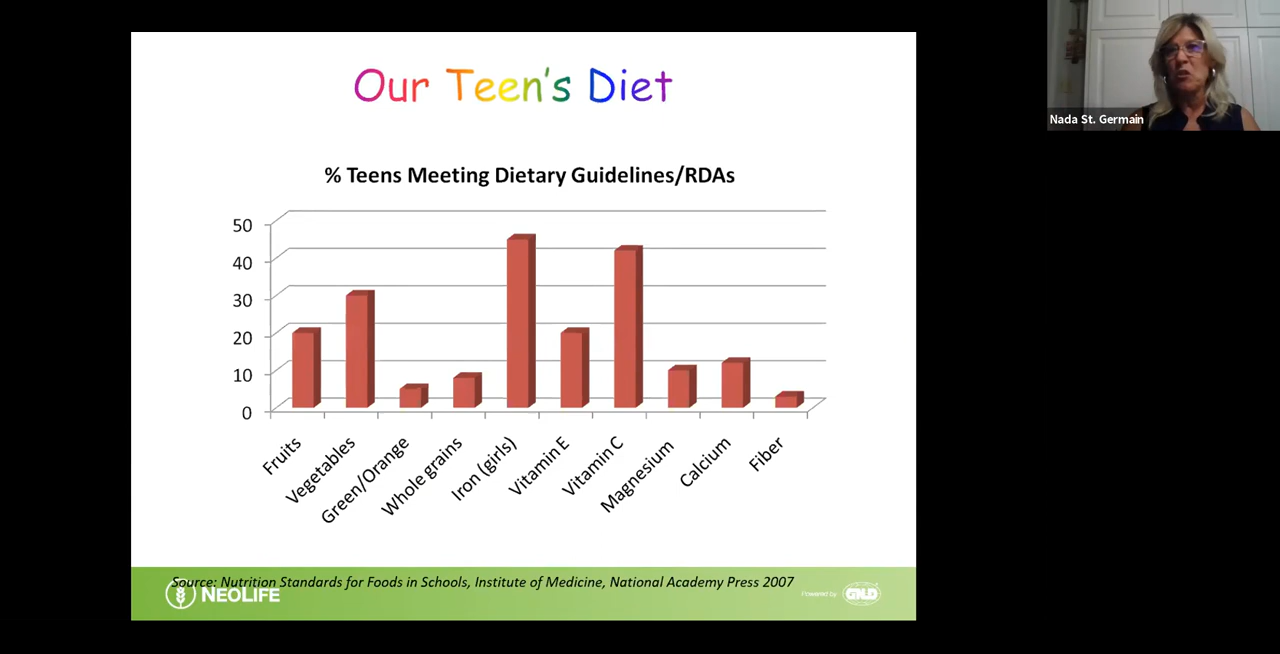 Our Teen's Diet
Nada St. Germain
% Teens Meeting Dietary Guidelines/RDAs
50
40
30
20
10
0
Fruits
Vegetables
Green/Orange
Whole grains
Iron (girls)
Vitamin E
Vitamin C
Magnesium
Calcium
Fiber
Source: Nutrition Standards for Foods in Schools, Institute of Medicine, National Academy Press 2007
NEOLIFE
Powered by GNLD